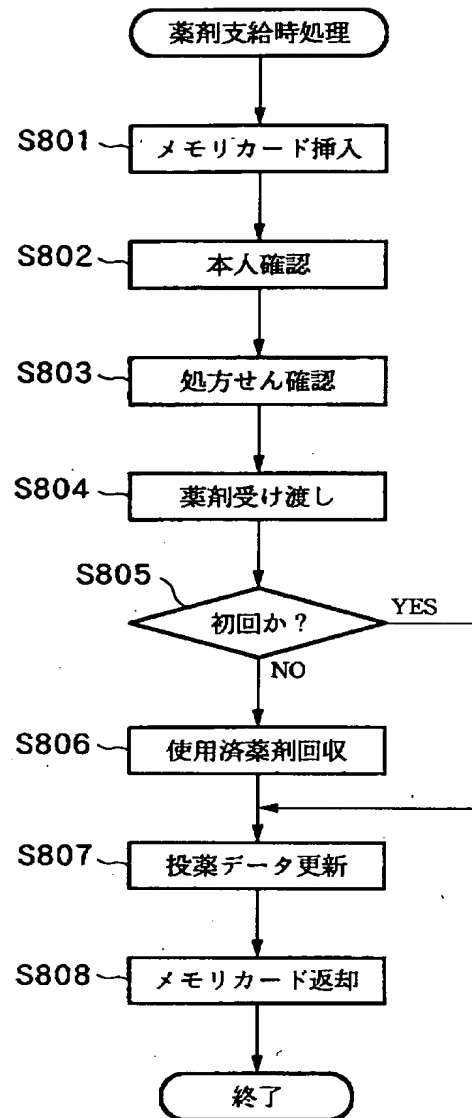 薬剤支給時処理
S801
メモリカード挿入
S802
本人確認
S803
処方せん確認
S804
薬剤受け渡し
S805
初回か?
YES
NO
S806
使用済薬剤回収
S807
投薬データ更新
S808
メモリカード返却
終了